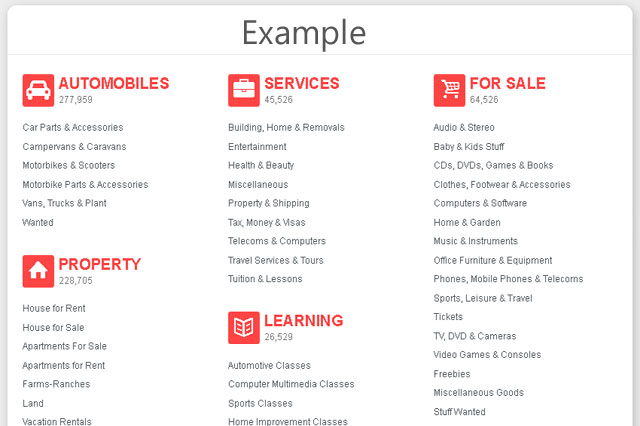 Example
AUTOMOBILES
277,959
Car Parts & Accessories
Campervans & Caravans
Motorbikes & Scooters
Motorbike Parts & Accessories
Vans, Trucks & Plant
Wanted
PROPERTY
228,705
House for Rent
House for Sale
Apartments For Sale
Apartments for Rent
Farms-Ranches
Land
Vacation Rentals
SERVICES
45,526
Building, Home & Removals
Entertainment
Health & Beauty
Miscellaneous
Property & Shipping
Tax, Money & Visas
Telecoms & Computers
Travel Services & Tours
Tuition & Lessons
LEARNING
26,529
Automotive Classes
Computer Multimedia Classes
Sports Classes
Home Improvement Classes
FOR SALE
64,526
Audio & Stereo
Baby & Kids Stuff
CDs, DVDs, Games & Books
Clothes, Footwear & Accessories
Computers & Software
Home & Garden
Music & Instruments
Office Furniture & Equipment
Phones, Mobile Phones & Telecoms
Sports, Leisure & Travel
Tickets
TV, DVD & Cameras
Video Games & Consoles
Freebies
Miscellaneous Goods
Stuff Wanted